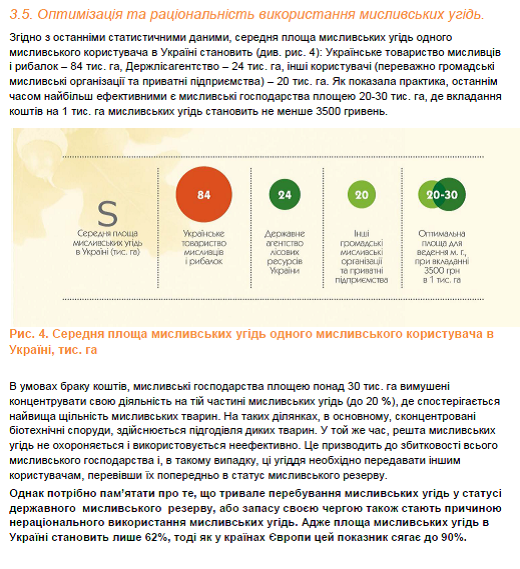 3.5. Оптимізація та раціональність використання мисливських угідь.
Згідно з останніми статистичними даними, середня площа мисливських угідь одного
мисливського користувача в Україні становить (див. рис. 4): Українське товариство мисливців
і рибалок – 84 тис. га, Держлісагентство – 24 тис. га, інші користувачі (переважно громадські
мисливські організації та приватні підприємства) – 20 тис. га. Як показала практика, останнім
часом найбільш ефективними є мисливські господарства площею 20-30 тис. га, де вкладання
коштів на 1 тис. га мисливських угідь становить не менше 3500 гривень.
S
Середня площа
мисливських угідь
в Україні (тис. га)
84
Українське
товариство
мисливців
і рибалок
24
Державне
агентство
лісових
ресурсів
України
20
Інші
громадські
мисливські
організації
та приватні
підприємства
20-30
Оптимальна
площа для
ведення м. г.,
при вкладанні
3500 грн
в 1 тис. га
Рис. 4. Середня площа мисливських угідь одного мисливського користувача в
Україні, тис. га
В умовах браку коштів, мисливські господарства площею понад 30 тис. га вимушені
концентрувати свою діяльність на тій частині мисливських угідь (до 20 %), де спостерігається
найвища щільність мисливських тварин. На таких ділянках, в основному, сконцентровані
біотехнічні споруди, здійснюється підгодівля диких тварин. У той же час, решта мисливських
угідь не охороняється і використовується неефективно. Це призводить до збитковості всього
мисливського господарства і, в такому випадку, ці угіддя необхідно передавати іншим
користувачам, перевівши їх попередньо в статус мисливського резерву.
Однак потрібно пам'ятати про те, що тривале перебування мисливських угідь у статусі
державного мисливського резерву, або запасу своєю чергою також стають причиною
нераціонального використання мисливських угідь. Адже площа мисливських угідь в
Україні становить лише 62%, тоді як у країнах Європи цей показник сягає до 90%.